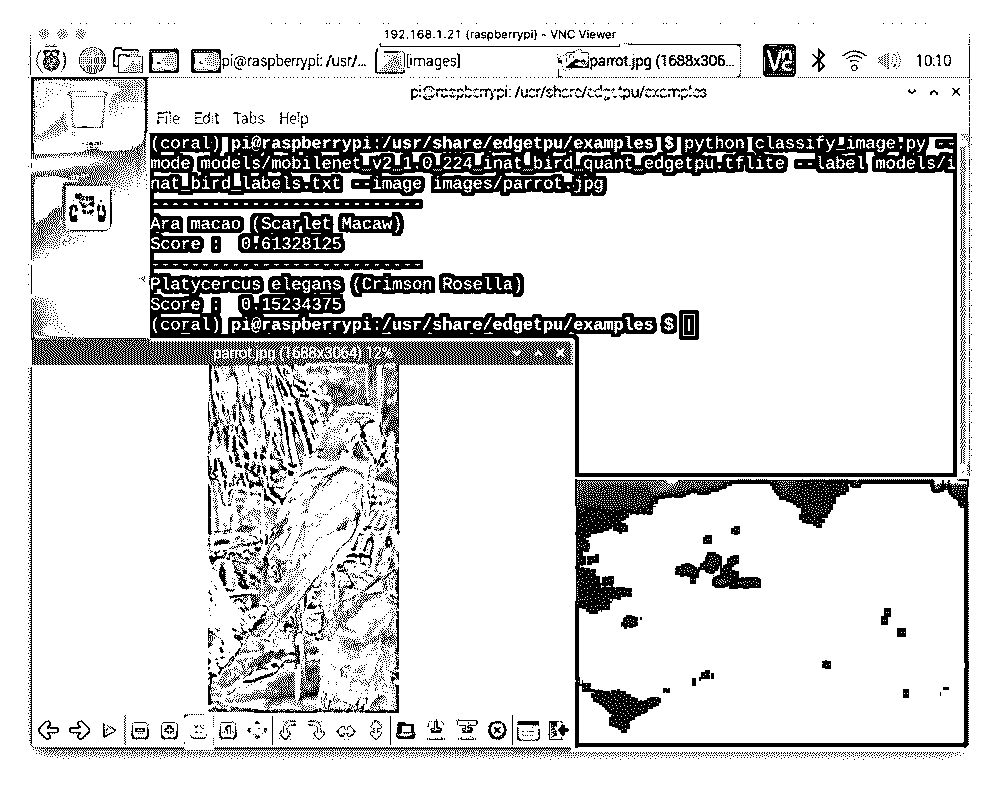 192.168.1.21 (raspberrypi) - VNC Viewer
pi@raspberrypi: /usr/... [images] parrot.jpg (1688x306... 10:10
pi@raspberrypi: /usr/share/edgetpu/examples
File Edit Tabs Help
(coral) pi@raspberrypi:/usr/share/edgetpu/examples $ python classify_image.py --
mode models/mobilenet_v2_1.0_224_inat_bird_quant_edgetpu.tflite --label models/i
nat_bird_labels.txt --image images/parrot.jpg
---------------------------
Ara macao (Scarlet Macaw)
Score : 0.61328125
---------------------------
Platycercus elegans (Crimson Rosella)
Score : 0.15234375
(coral) pi@raspberrypi:/usr/share/edgetpu/examples $
parrot.jpg (1688x3064) 12%